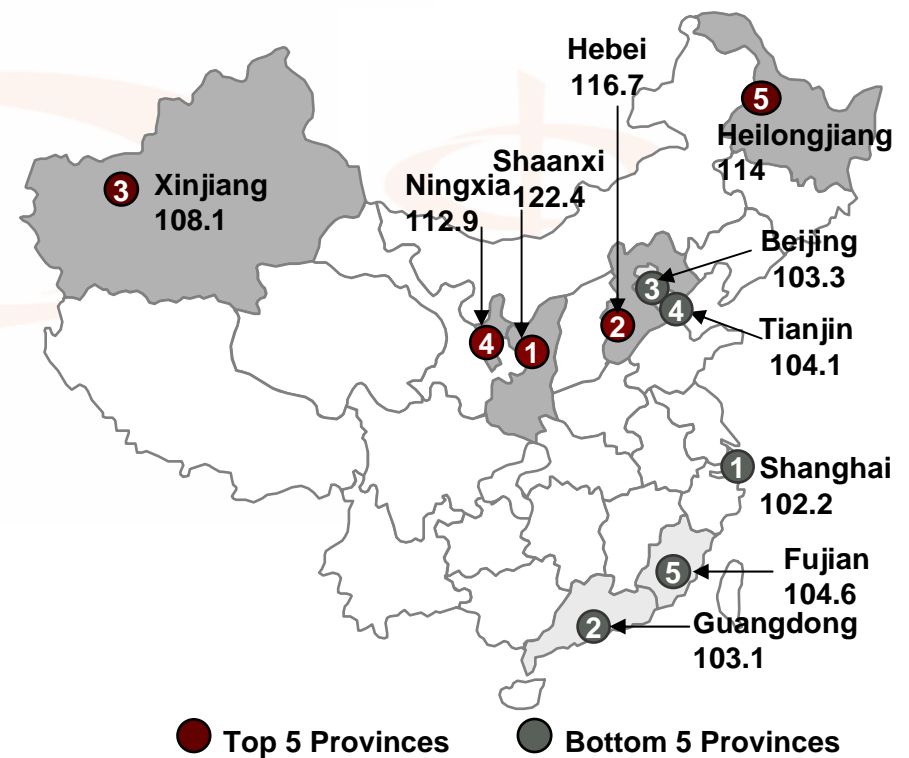 Hebei
116.7
5
Heilongjiang
114
Shaanxi
122.4
Ningxia
112.9
3
Xinjiang
108.1
Beijing
103.3
3
4
Tianjin
104.1
2
4
1
1
Shanghai
102.2
5
Fujian
104.6
2
Guangdong
103.1
Top 5 Provinces
Bottom 5 Provinces